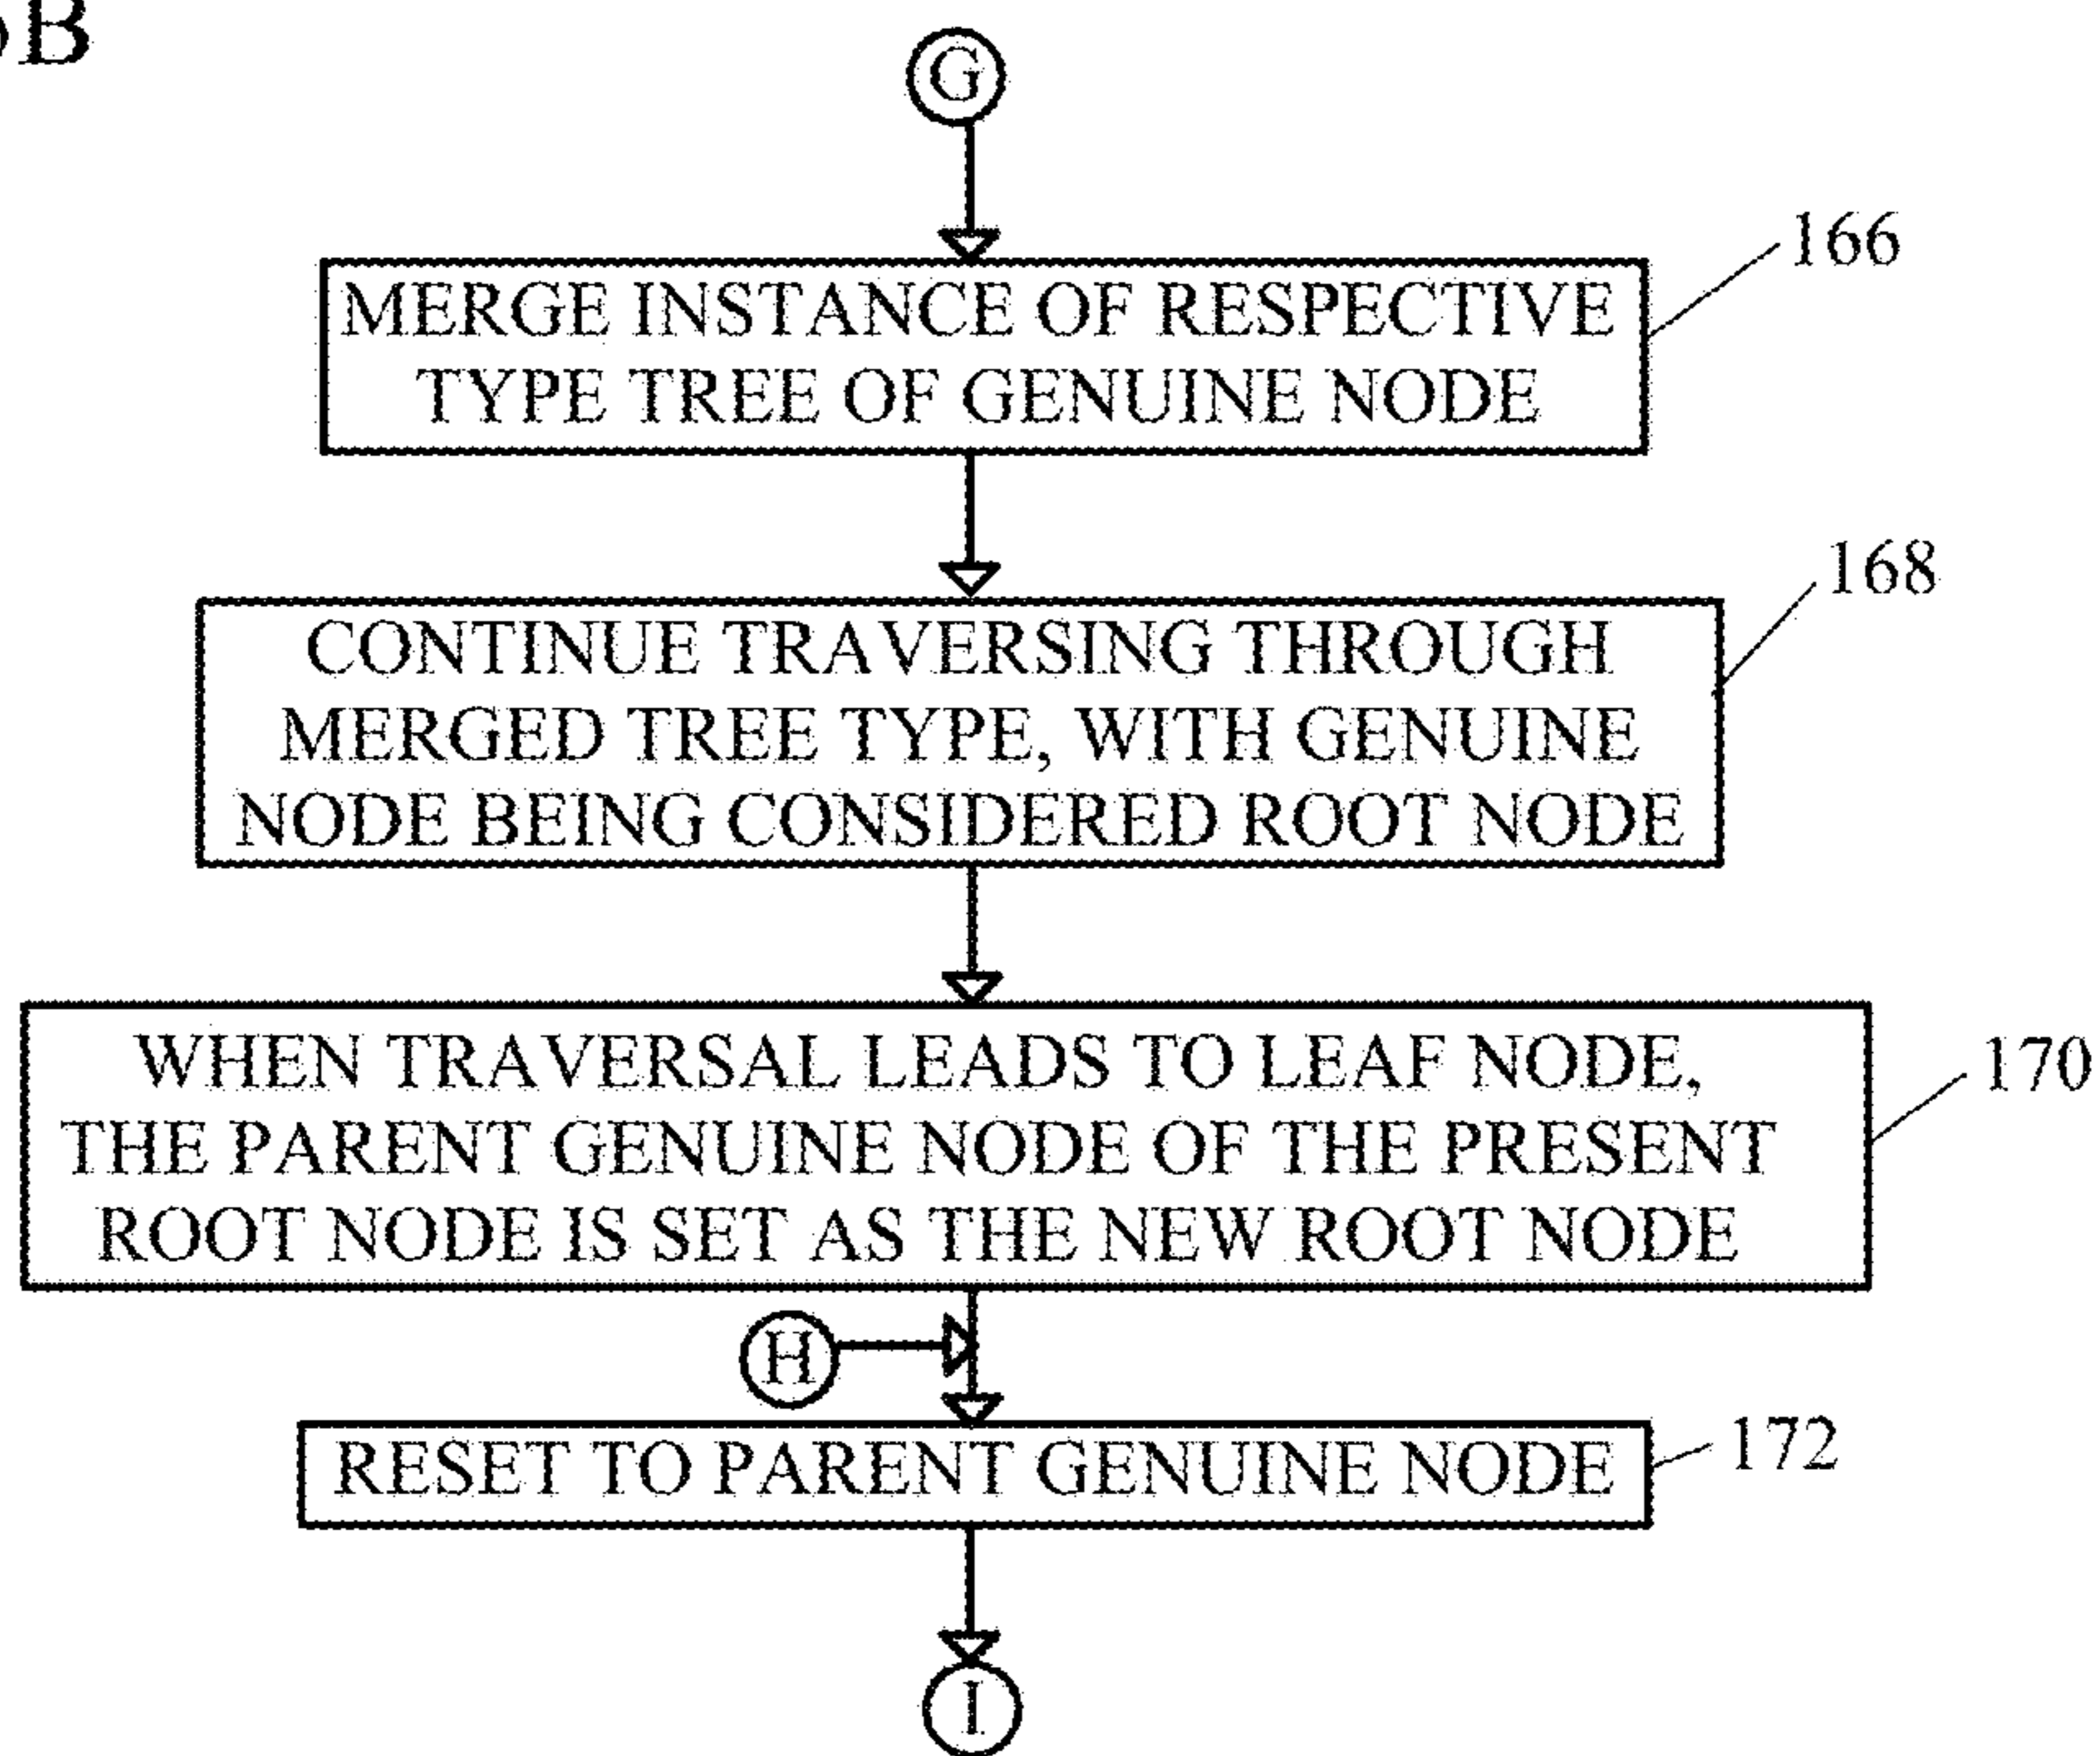 B
G
166
MERGE INSTANCE OF RESPECTIVE
TYPE TREE OF GENUINE NODE
168
CONTINUE TRAVERSING THROUGH
MERGED TREE TYPE, WITH GENUINE
NODE BEING CONSIDERED ROOT NODE
170
WHEN TRAVERSAL LEADS TO LEAF NODE,
THE PARENT GENUINE NODE OF THE PRESENT
ROOT NODE IS SET AS THE NEW ROOT NODE
H
172
RESET TO PARENT GENUINE NODE
I